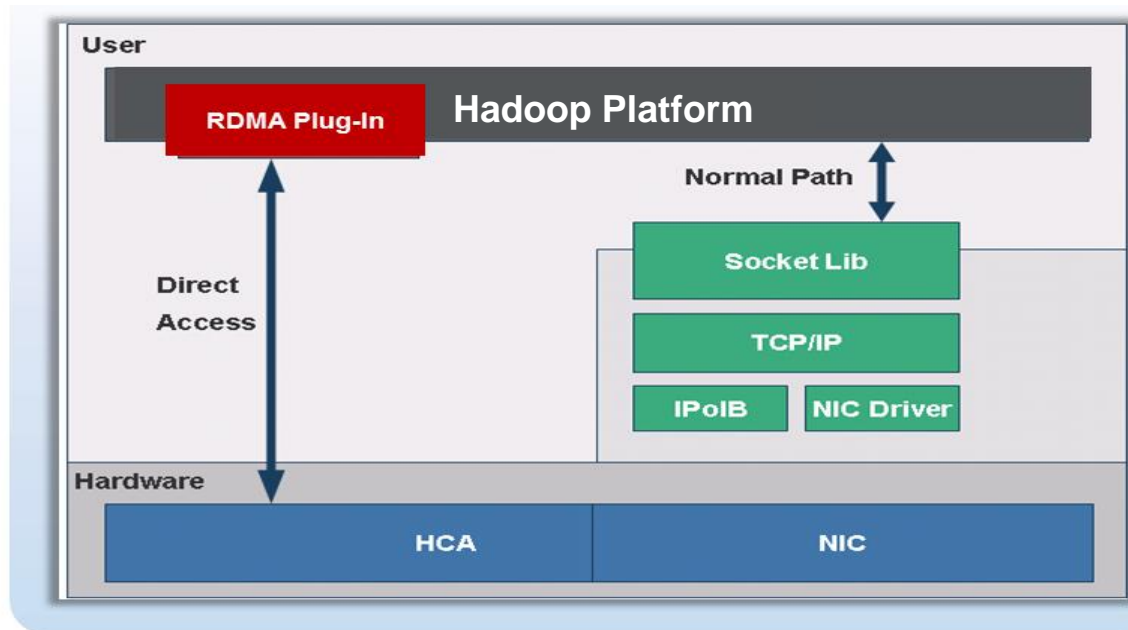 User
RDMA Plug-In
Hadoop Platform
Normal Path
Socket Lib
Direct
Access
TCP/IP
IPoIB
NIC Driver
Hardware
HCA
NIC